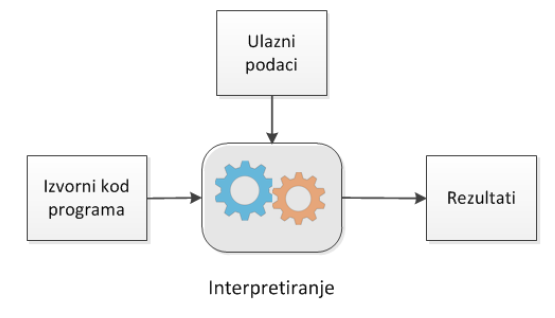 Ulazni
podaci
Izvorni kod
programa
Rezultati
Interpretiranje